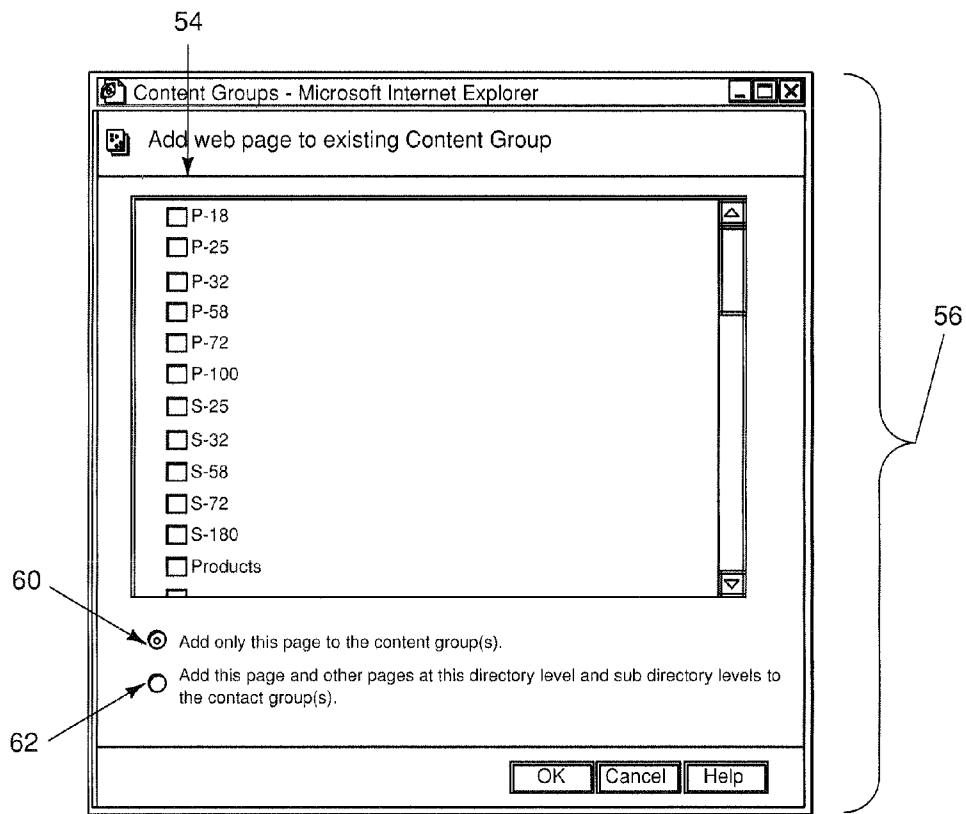 54
Content Groups - Microsoft Internet Explorer
Add web page to existing Content Group
P-18
P-25
P-32
P-58
P-72
P-100
S-25
S-32
S-58
S-72
S-180
Products
56
60
Add only this page to the content group(s).
Add this page and other pages at this directory level and sub directory levels to
the contact group(s).
62
OK Cancel Help